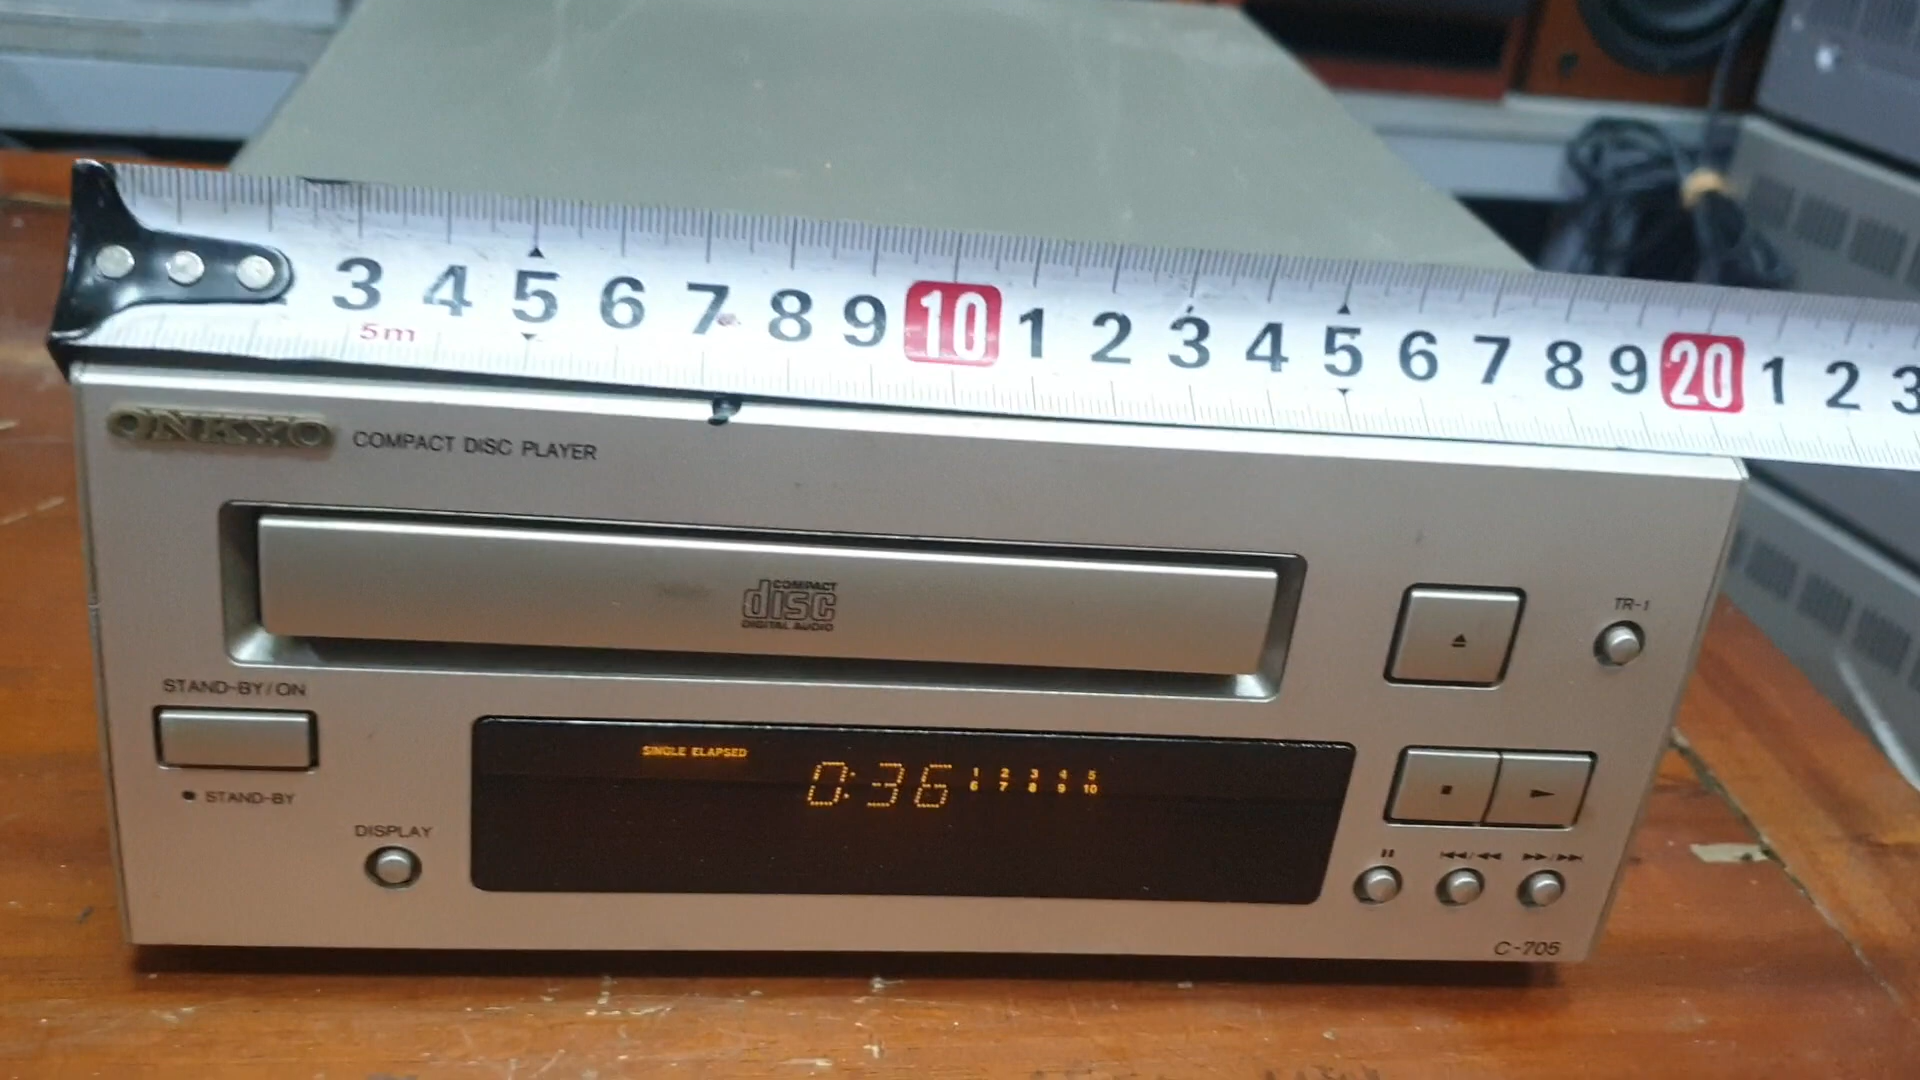 3 4 5 6 7 8 9 10 1 2 3 4 5 6 7 8 9 20 1 2 3
5m
ONKYO COMPACT DISC PLAYER
COMPACT
disc
DIGITAL AUDIO
TR-1
STAND-BY/ON
SINGLE ELAPSED
0:36
1 2 3 4 5
6 7 8 9 10
STAND-BY
DISPLAY
C-705